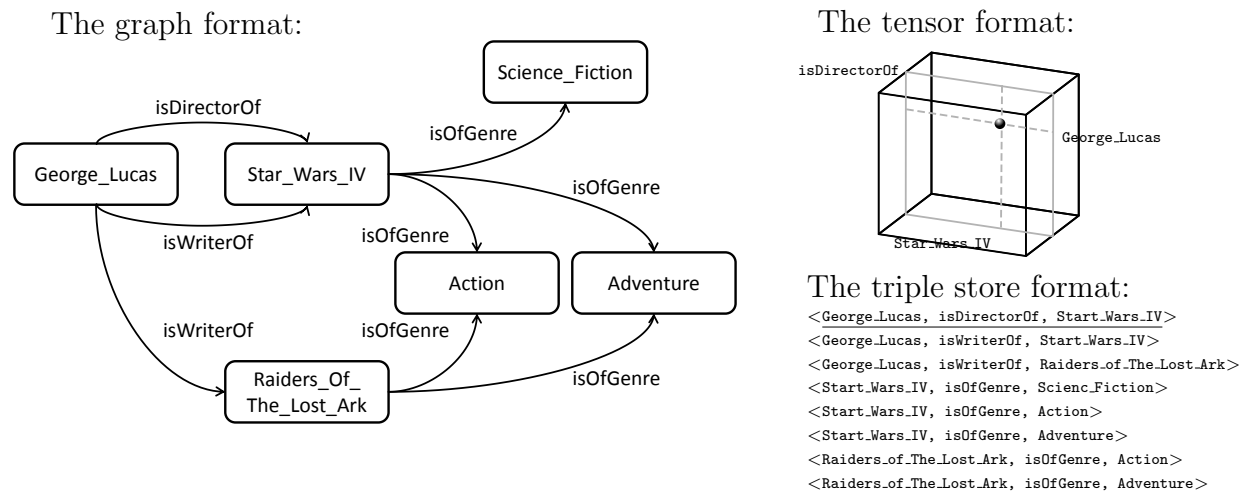 The graph format:
Science_Fiction
isDirectorOf
isOfGenre
George_Lucas
Star_Wars_IV
isOfGenre
isWriterOf
isOfGenre
Action
Adventure
isWriterOf
isOfGenre
Raiders_Of_
The_Lost_Ark
isOfGenre
The tensor format:
isDirectorOf
George_Lucas
Star_Wars_IV
The triple store format:
<George_Lucas, isDirectorOf, Start_Wars_IV>
<George_Lucas, isWriterOf, Start_Wars_IV>
<George_Lucas, isWriterOf, Raiders_of_The_Lost_Ark>
<Start_Wars_IV, isOfGenre, Scienc_Fiction>
<Start_Wars_IV, isOfGenre, Action>
<Start_Wars_IV, isOfGenre, Adventure>
<Raiders_of_The_Lost_Ark, isOfGenre, Action>
<Raiders_of_The_Lost_Ark, isOfGenre, Adventure>